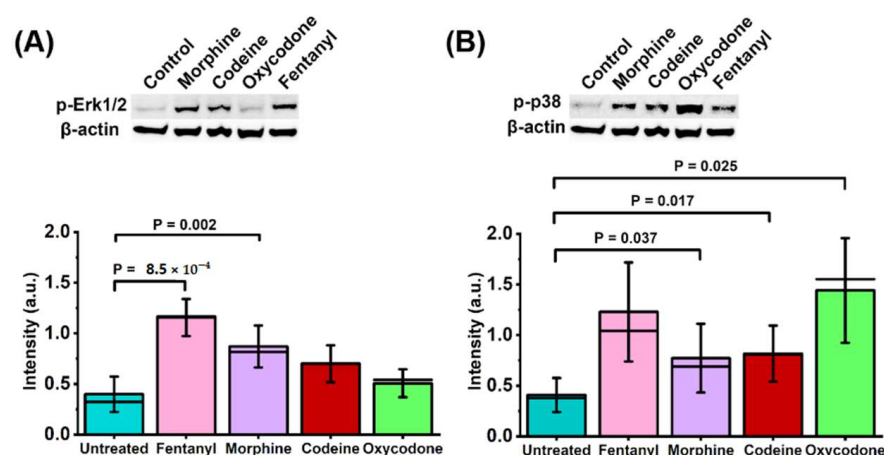 (A)
Control
Morphine
Codeine
Oxycodone
Fentanyl
p-Erk1/2
β-actin
P = 0.002
P = 8.5 × 10⁻⁴
Intensity (a.u.)
2.0
1.5
1.0
0.5
0.0
Untreated Fentanyl Morphine Codeine Oxycodone
(B)
Control
Morphine
Codeine
Oxycodone
Fentanyl
p-p38
β-actin
P = 0.025
P = 0.017
P = 0.037
Intensity (a.u.)
2.0
1.5
1.0
0.5
0.0
Untreated Fentanyl Morphine Codeine Oxycodone